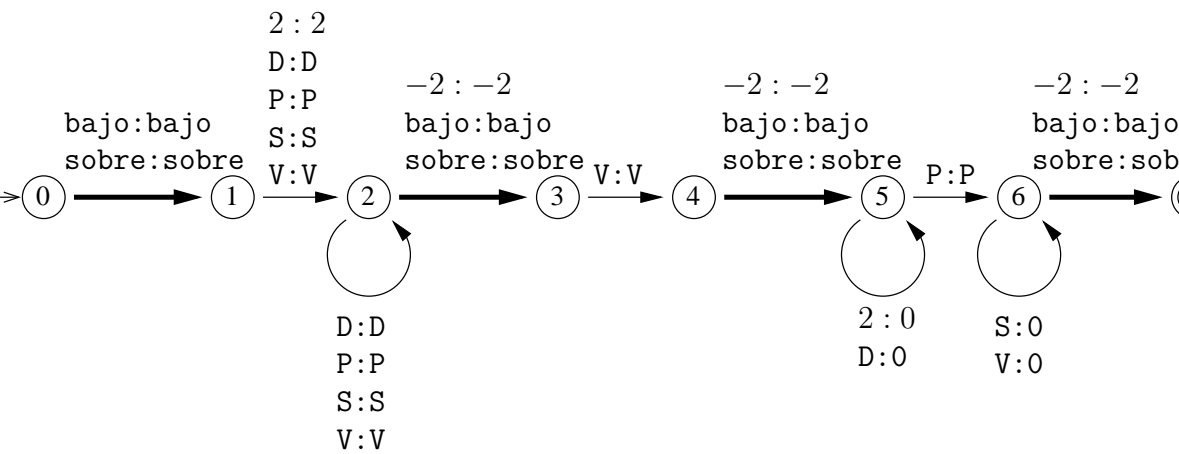 2 : 2
D:D
P:P
S:S
V:V
bajo:bajo
sobre:sobre
−2 : −2
bajo:bajo
sobre:sobre
V:V
−2 : −2
bajo:bajo
sobre:sobre
P:P
−2 : −2
bajo:bajo
0
1
2
3
4
5
6
D:D
P:P
S:S
V:V
2 : 0
D:0
S:0
V:0